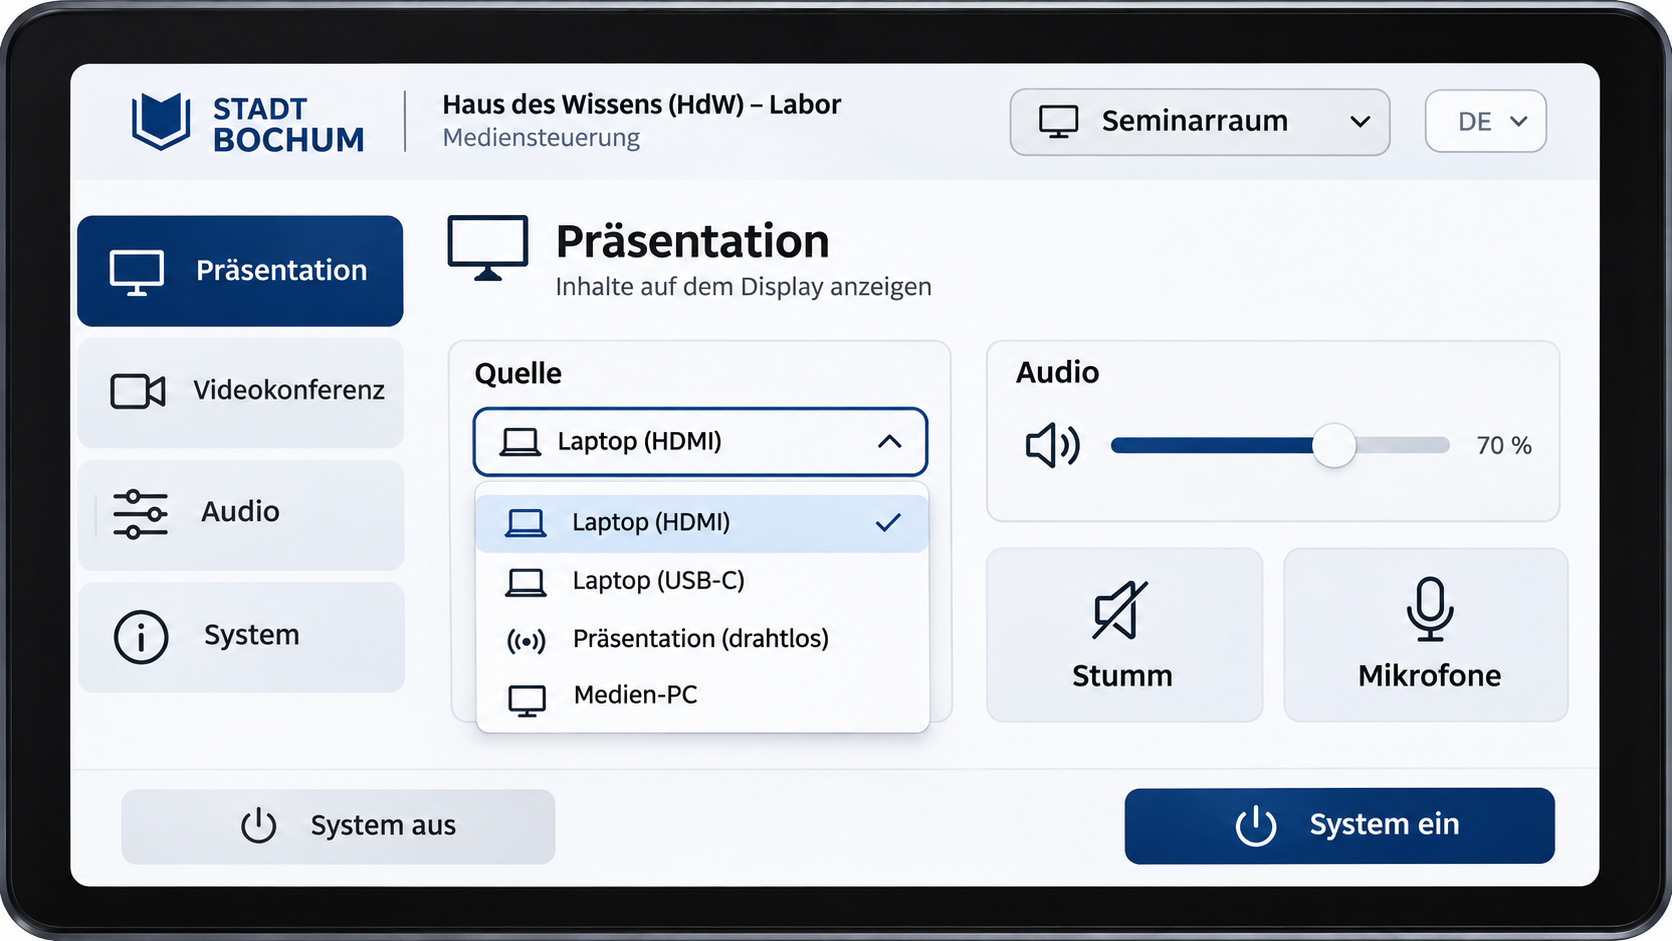 STADT
BOCHUM
Haus des Wissens (HdW) – Labor
Mediensteuerung
Seminarraum
DE
Präsentation
Videokonferenz
Audio
System
Präsentation
Inhalte auf dem Display anzeigen
Quelle
Laptop (HDMI)
Laptop (HDMI)
Laptop (USB-C)
Präsentation (drahtlos)
Medien-PC
Audio
70 %
Stumm
Mikrofone
System aus
System ein